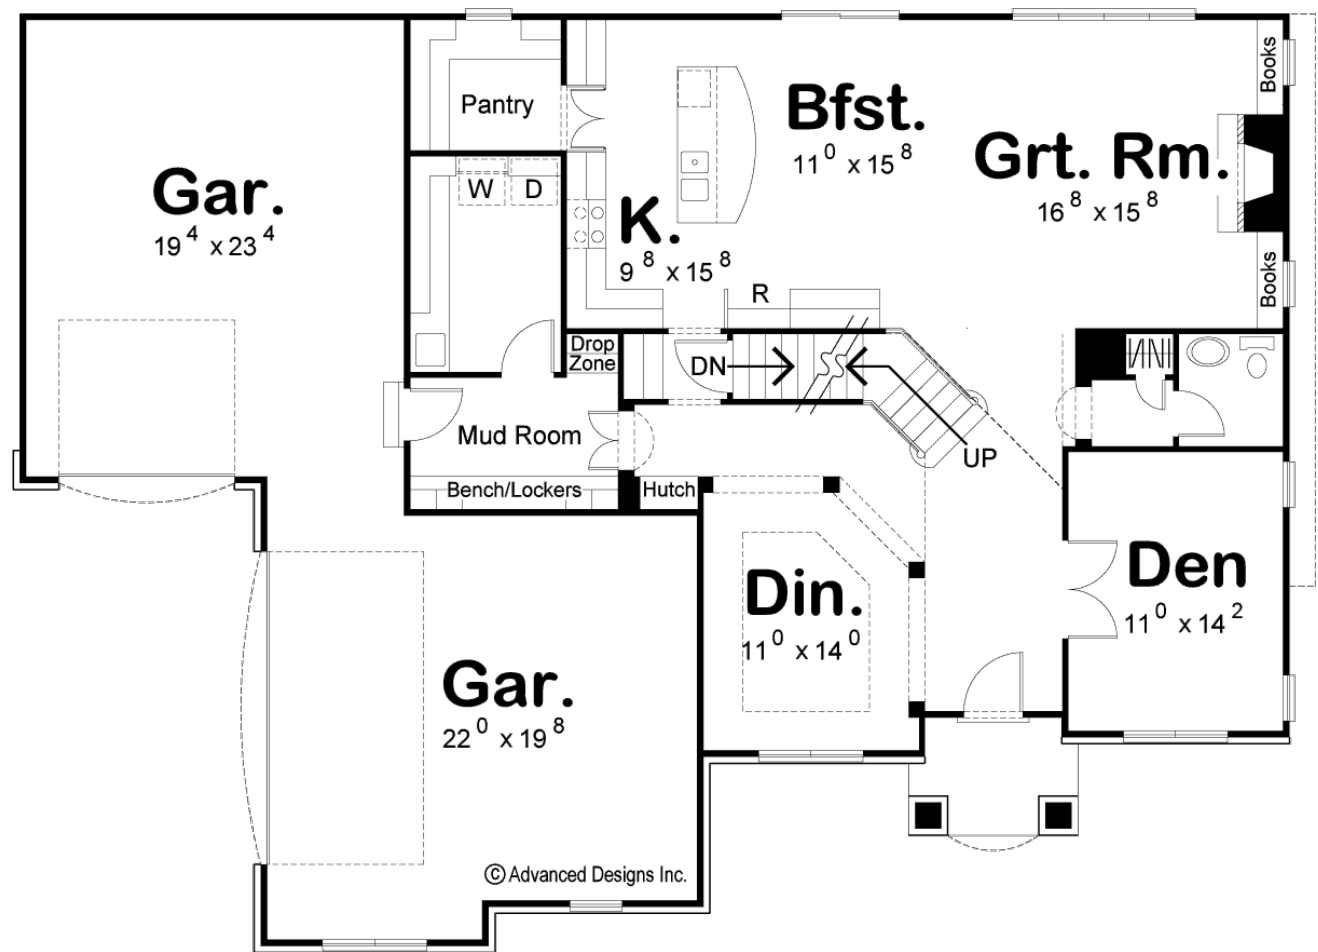 Pantry
Books
Bfst.
11⁰ x 15⁸
Grt. Rm.
16⁸ x 15⁸
Gar.
19⁴ x 23⁴
W
D
K.
9⁸ x 15⁸
R
Books
Drop
Zone
DN
Mud Room
UP
Bench/Lockers
Hutch
Din.
11⁰ x 14⁰
Den
11⁰ x 14²
Gar.
22⁰ x 19⁸
© Advanced Designs Inc.